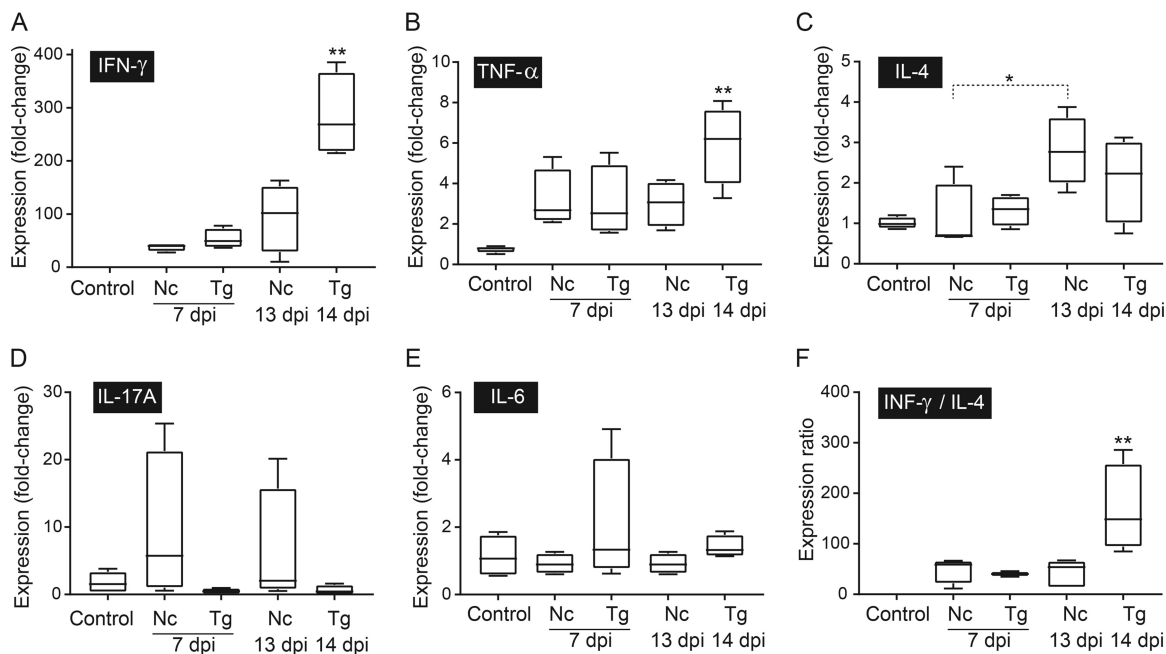 A
IFN-γ
Expression (fold-change)
400
300
200
100
0
**
Control
Nc
Tg
Nc
Tg
7 dpi
13 dpi
14 dpi
B
TNF-α
Expression (fold-change)
10
8
6
4
2
0
**
Control
Nc
Tg
Nc
Tg
7 dpi
13 dpi
14 dpi
C
IL-4
Expression (fold-change)
5
4
3
2
1
0
*
Control
Nc
Tg
Nc
Tg
7 dpi
13 dpi
14 dpi
D
IL-17A
Expression (fold-change)
30
20
10
0
Control
Nc
Tg
Nc
Tg
7 dpi
13 dpi
14 dpi
E
IL-6
Expression (fold-change)
6
4
2
0
Control
Nc
Tg
Nc
Tg
7 dpi
13 dpi
14 dpi
F
INF-γ / IL-4
Expression ratio
400
300
200
100
0
**
Control
Nc
Tg
Nc
Tg
7 dpi
13 dpi
14 dpi